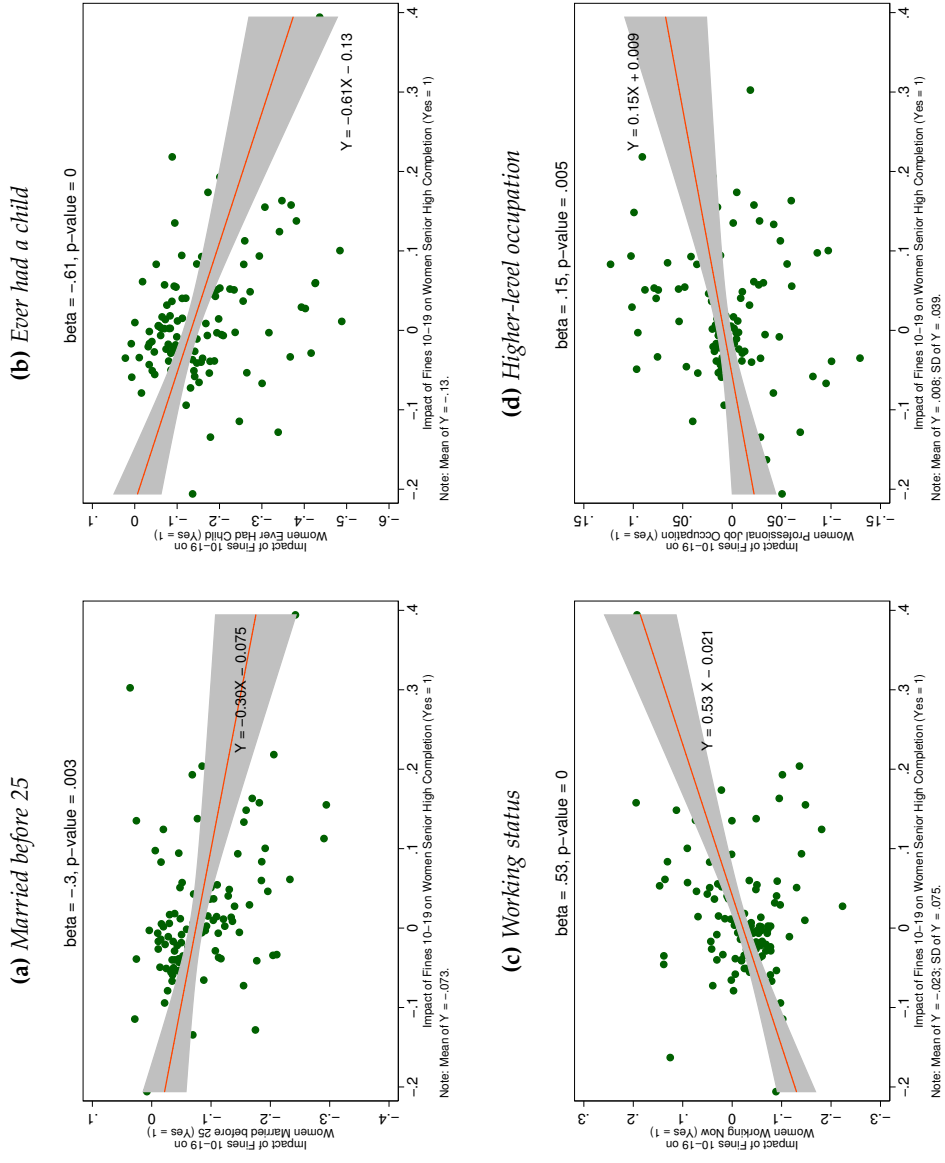 (a) Married before 25
beta = −.3, p−value = .003
Impact of Fines 10−19 on
Women Married before 25 (Yes = 1)
.1
0
−.1
−.2
−.3
−.4
Y = −0.30X − 0.075
−.2
−.1
0
.1
.2
.3
.4
Impact of Fines 10−19 on Women Senior High Completion (Yes = 1)
Note: Mean of Y = −.073.
(b) Ever had a child
beta = −.61, p−value = 0
Impact of Fines 10−19 on
Women Ever Had Child (Yes = 1)
.1
0
−.1
−.2
−.3
−.4
−.5
−.6
Y = −0.61X − 0.13
−.2
−.1
0
.1
.2
.3
.4
Impact of Fines 10−19 on Women Senior High Completion (Yes = 1)
Note: Mean of Y = −.13.
(c) Working status
beta = .53, p−value = 0
Impact of Fines 10−19 on
Women Working Now (Yes = 1)
.3
.2
.1
0
−.1
−.2
−.3
Y = 0.53 X − 0.021
−.2
−.1
0
.1
.2
.3
.4
Impact of Fines 10−19 on Women Senior High Completion (Yes = 1)
Note: Mean of Y = −.023; SD of Y = .075.
(d) Higher-level occupation
beta = .15, p−value = .005
Impact of Fines 10−19 on
Women Professional Job Occupation (Yes = 1)
.15
.1
.05
0
−.05
−.1
−.15
Y = 0.15X + 0.009
−.2
−.1
0
.1
.2
.3
.4
Impact of Fines 10−19 on Women Senior High Completion (Yes = 1)
Note: Mean of Y = .008; SD of Y = .039.